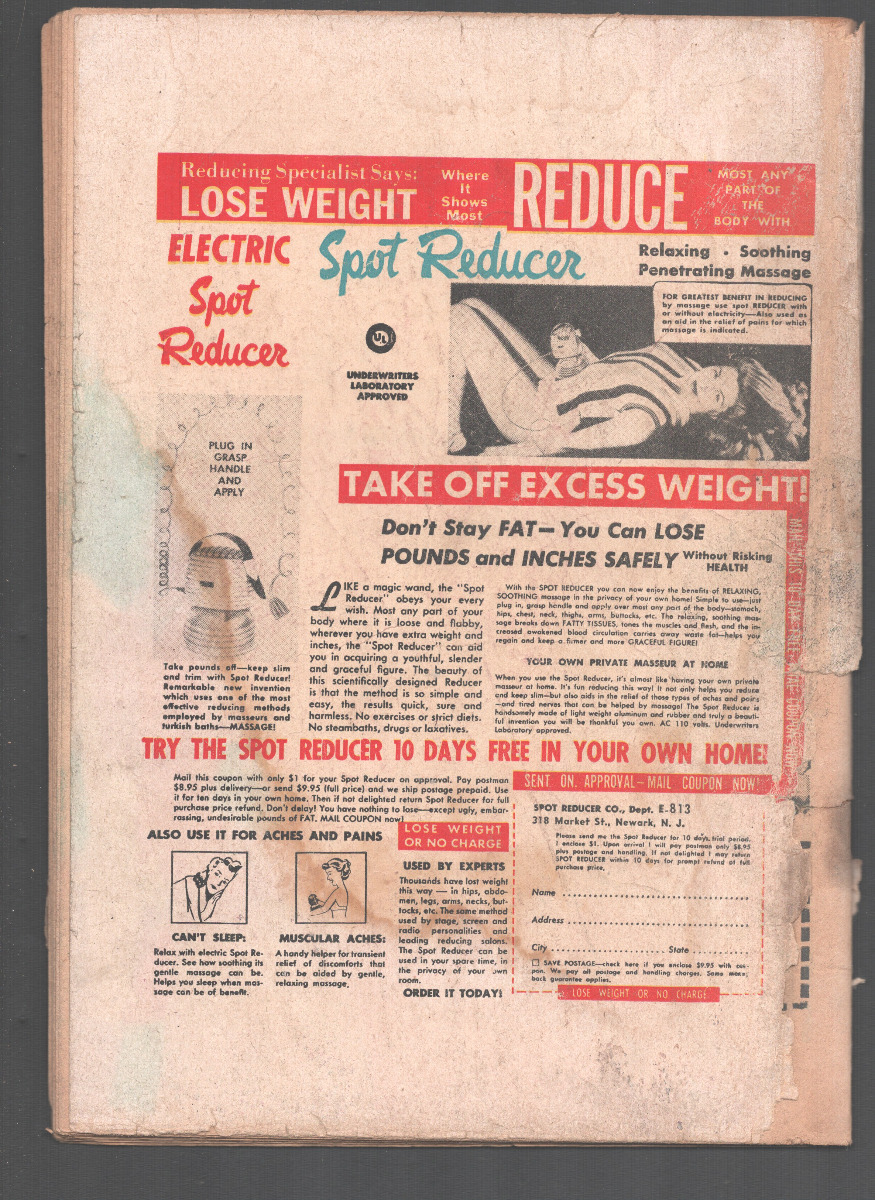 Reducing Specialist Says:
LOSE WEIGHT
Where
It
Shows
Most
REDUCE
MOST ANY
PART OF
THE
BODY WITH
ELECTRIC
Spot
Reducer
Spot Reducer
Relaxing • Soothing
Penetrating Massage
UL
UNDERWRITERS
LABORATORY
APPROVED
FOR GREATEST BENEFIT IN REDUCING
by massage use spot REDUCER with
or without electricity—Also used as
an aid in the relief of pains for which
massage is indicated.
PLUG IN
GRASP
HANDLE
AND
APPLY
TAKE OFF EXCESS WEIGHT!
Don't Stay FAT—You Can LOSE
POUNDS and INCHES SAFELY Without Risking
HEALTH
LIKE a magic wand, the "Spot
Reducer" obeys your every
wish. Most any part of your
body where it is loose and flabby,
wherever you have extra weight and
inches, the "Spot Reducer" can aid
you in acquiring a youthful, slender
and graceful figure. The beauty of
this scientifically designed Reducer
is that the method is so simple and
easy, the results quick, sure and
harmless. No exercises or strict diets.
No steambaths, drugs or laxatives.
With the SPOT REDUCER you can now enjoy the benefits of RELAXING,
SOOTHING massage in the privacy of your own home! Simple to use—just
plug in, grasp handle and apply over most any part of the body—stomach,
hips, chest, neck, thighs, arms, buttocks, etc. The relaxing, soothing mas-
sage breaks down FATTY TISSUES, tones the muscles and flesh, and the in-
creased awakened blood circulation carries away waste fat—helps you
regain and keep a firmer and more GRACEFUL FIGURE!
YOUR OWN PRIVATE MASSEUR AT HOME
When you use the Spot Reducer, it's almost like having your own private
masseur at home. It's fun reducing this way! It not only helps you reduce
and keep slim—but also aids in the relief of those types of aches and pains
—and tired nerves that can be helped by massage! The Spot Reducer is
handsomely made of light weight aluminum and rubber and truly a beauti-
ful invention you will be thankful you own. AC 110 volts. Underwriters
Laboratory approved.
Take pounds off—keep slim
and trim with Spot Reducer!
Remarkable new invention
which uses one of the most
effective reducing methods
employed by masseurs and
turkish baths—MASSAGE!
TRY THE SPOT REDUCER 10 DAYS FREE IN YOUR OWN HOME!
Mail this coupon with only $1 for your Spot Reducer on approval. Pay postman
$8.95 plus delivery—or send $9.95 (full price) and we ship postage prepaid. Use
it for ten days in your own home. Then if not delighted return Spot Reducer for full
purchase price refund. Don't delay! You have nothing to lose—except ugly, embar-
rassing, undesirable pounds of FAT. MAIL COUPON now!
ALSO USE IT FOR ACHES AND PAINS
CAN'T SLEEP:
Relax with electric Spot Re-
ducer. See how soothing its
gentle massage can be.
Helps you sleep when mas-
sage can be of benefit.
MUSCULAR ACHES:
A handy helper for transient
relief of discomforts that
can be aided by gentle,
relaxing massage,
LOSE WEIGHT
OR NO CHARGE
USED BY EXPERTS
Thousands have lost weight
this way — in hips, abdo-
men, legs, arms, necks, but-
tocks, etc. The same method
used by stage, screen and
radio personalities and
leading reducing salons.
The Spot Reducer can be
used in your spare time, in
the privacy of your own
room.
ORDER IT TODAY!
SENT ON APPROVAL—MAIL COUPON NOW!
SPOT REDUCER CO., Dept. E-813
318 Market St., Newark, N. J.
Please send me the Spot Reducer for 10 days trial period.
I enclose $1. Upon arrival I will pay postman only $8.95
plus postage and handling. If not delighted I may return
SPOT REDUCER within 10 days for prompt refund of full
purchase price.
Name
Address
City State
SAVE POSTAGE—check here if you enclose $9.95 with cou-
pon. We pay all postage and handling charges. Same money
back guarantee applies.
LOSE WEIGHT OR NO CHARGE